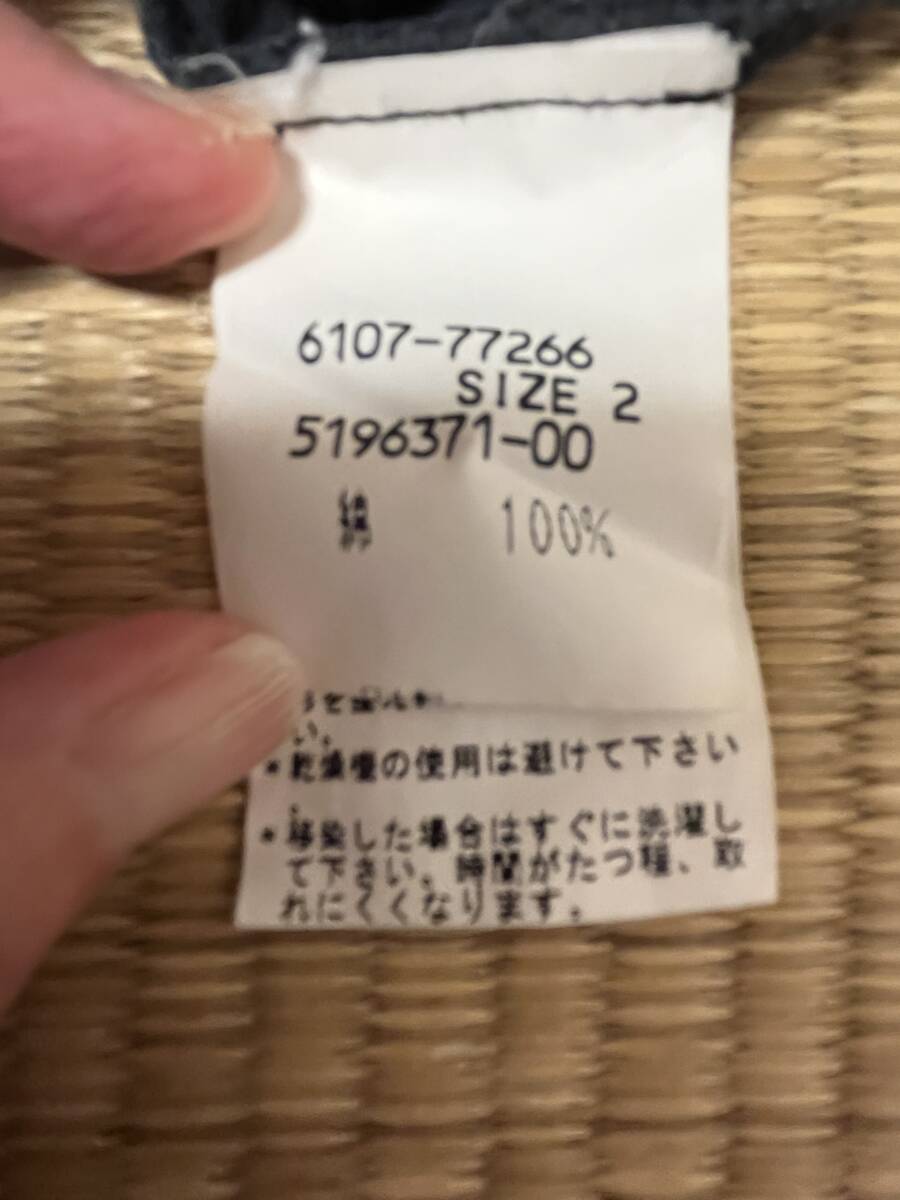 6107-77266
SIZE 2
5196371-00
綿 100%
い。
*乾燥機の使用は避けて下さい
。
*移染した場合はすぐに洗濯し
て下さい。時間がたつ程、取
れにくくなります。